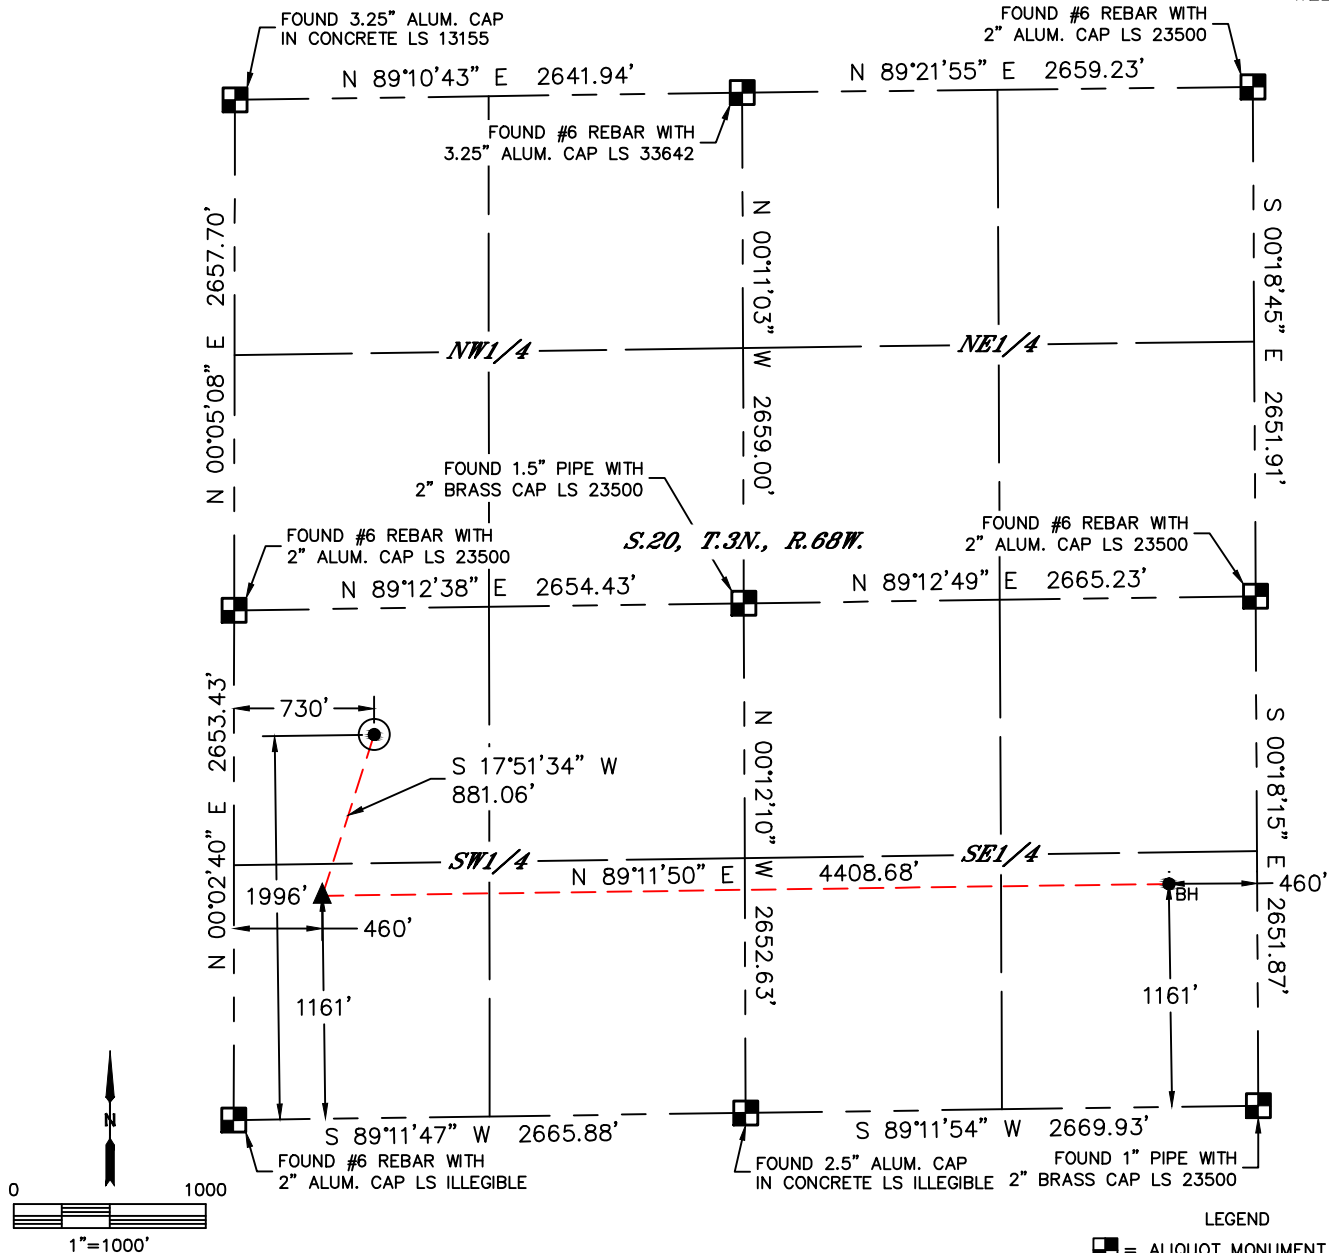 FOUND 3.25" ALUM. CAP
IN CONCRETE LS 13155
FOUND #6 REBAR WITH
2" ALUM. CAP LS 23500
N 89°10'43" E 2641.94'
N 89°21'55" E 2659.23'
FOUND #6 REBAR WITH
3.25" ALUM. CAP LS 33642
N 00°05'08" E 2657.70'
N 00°11'03" W 2659.00'
S 00°18'45" E 2651.91'
NW1/4
NE1/4
FOUND 1.5" PIPE WITH
2" BRASS CAP LS 23500
FOUND #6 REBAR WITH
2" ALUM. CAP LS 23500
S.20, T.3N., R.68W.
FOUND #6 REBAR WITH
2" ALUM. CAP LS 23500
N 89°12'38" E 2654.43'
N 89°12'49" E 2665.23'
N 00°02'40" E 2653.43'
730'
S 17°51'34" W
881.06'
N 00°12'10" W 2652.63'
S 00°18'15" E 2651.87'
SW1/4
SE1/4
N 89°11'50" E 4408.68'
1996'
460'
BH
460'
1161'
1161'
S 89°11'47" W 2665.88'
S 89°11'54" W 2669.93'
FOUND #6 REBAR WITH
2" ALUM. CAP LS ILLEGIBLE
FOUND 2.5" ALUM. CAP
IN CONCRETE LS ILLEGIBLE
FOUND 1" PIPE WITH
2" BRASS CAP LS 23500
N
0 1000
1"=1000'
LEGEND
= ALIQUOT MONUMENT